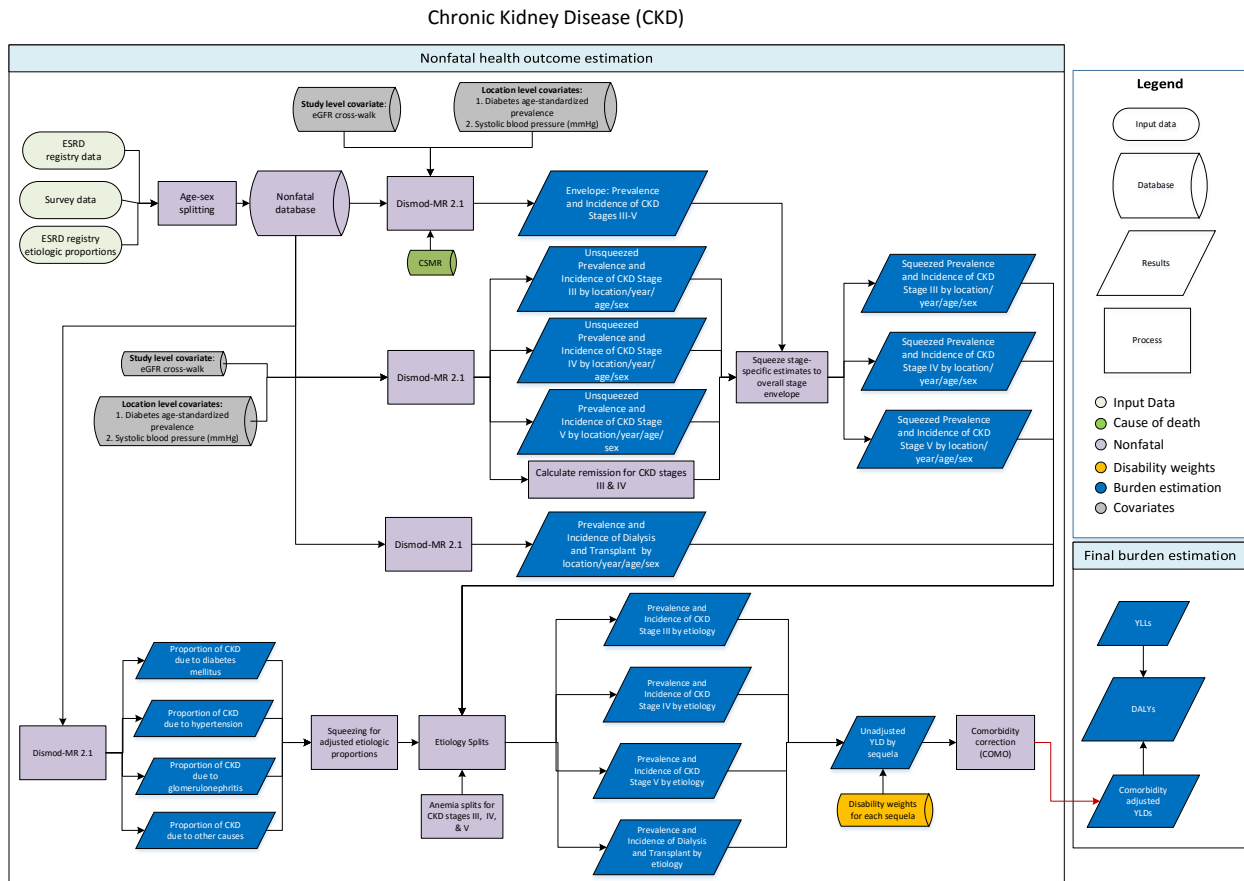 Chronic Kidney Disease (CKD)
Nonfatal health outcome estimation
Study level covariate:
eGFR cross-walk
Location level covariates:
1. Diabetes age-standardized
prevalence
2. Systolic blood pressure (mmHg)
ESRD
registry data
Survey data
ESRD registry
etiologic proportions
Age-sex
splitting
Nonfatal
database
Dismod-MR 2.1
CSMR
Envelope: Prevalence
and Incidence of CKD
Stages III-V
Unsqueezed
Prevalence and
Incidence of CKD Stage
III by location/year/
age/sex
Unsqueezed
Prevalence and
Incidence of CKD Stage
IV by location/year/
age/sex
Unsqueezed
Prevalence and
Incidence of CKD Stage
V by location/year/age/
sex
Calculate remission for CKD stages
III & IV
Study level covariate:
eGFR cross-walk
Location level covariates:
1. Diabetes age-standardized
prevalence
2. Systolic blood pressure (mmHg)
Dismod-MR 2.1
Squeeze stage-
specific estimates to
overall stage
envelope
Squeezed Prevalence
and Incidence of CKD
Stage III by location/
year/age/sex
Squeezed Prevalence
and Incidence of CKD
Stage IV by location/
year/age/sex
Squeezed Prevalence
and Incidence of CKD
Stage V by location/
year/age/sex
Dismod-MR 2.1
Prevalence and
Incidence of Dialysis
and Transplant by
location/year/age/sex
Dismod-MR 2.1
Proportion of CKD
due to diabetes
mellitus
Proportion of CKD
due to hypertension
Proportion of CKD
due to
glomerulonephritis
Proportion of CKD
due to other causes
Squeezing for
adjusted etiologic
proportions
Etiology Splits
Anemia splits for
CKD stages III, IV,
& V
Prevalence and
Incidence of CKD
Stage III by etiology
Prevalence and
Incidence of CKD
Stage IV by etiology
Prevalence and
Incidence of CKD
Stage V by etiology
Prevalence and
Incidence of Dialysis
and Transplant by
etiology
Unadjusted
YLD by
sequela
Disability weights
for each sequela
Comorbidity
correction
(COMO)
Legend
Input data
Database
Results
Process
Input Data
Cause of death
Nonfatal
Disability weights
Burden estimation
Covariates
Final burden estimation
YLLs
DALYs
Comorbidity
adjusted
YLDs